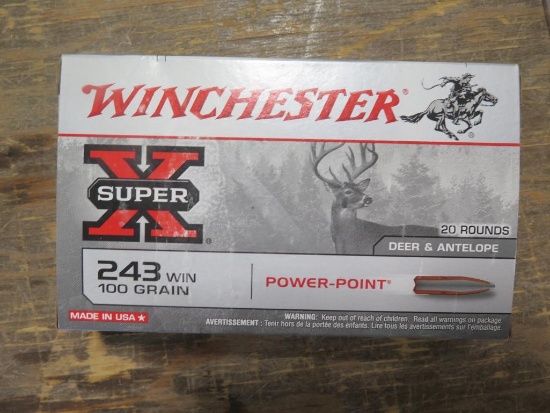 WINCHESTER®
SUPER X®
20 ROUNDS
DEER & ANTELOPE
243 WIN
100 GRAIN
POWER-POINT®
MADE IN USA ★
WARNING: Keep out of reach of children. Read all warnings on package.
AVERTISSEMENT: Tenir hors de la portée des enfants. Lire tous les avertissements sur l'emballage.